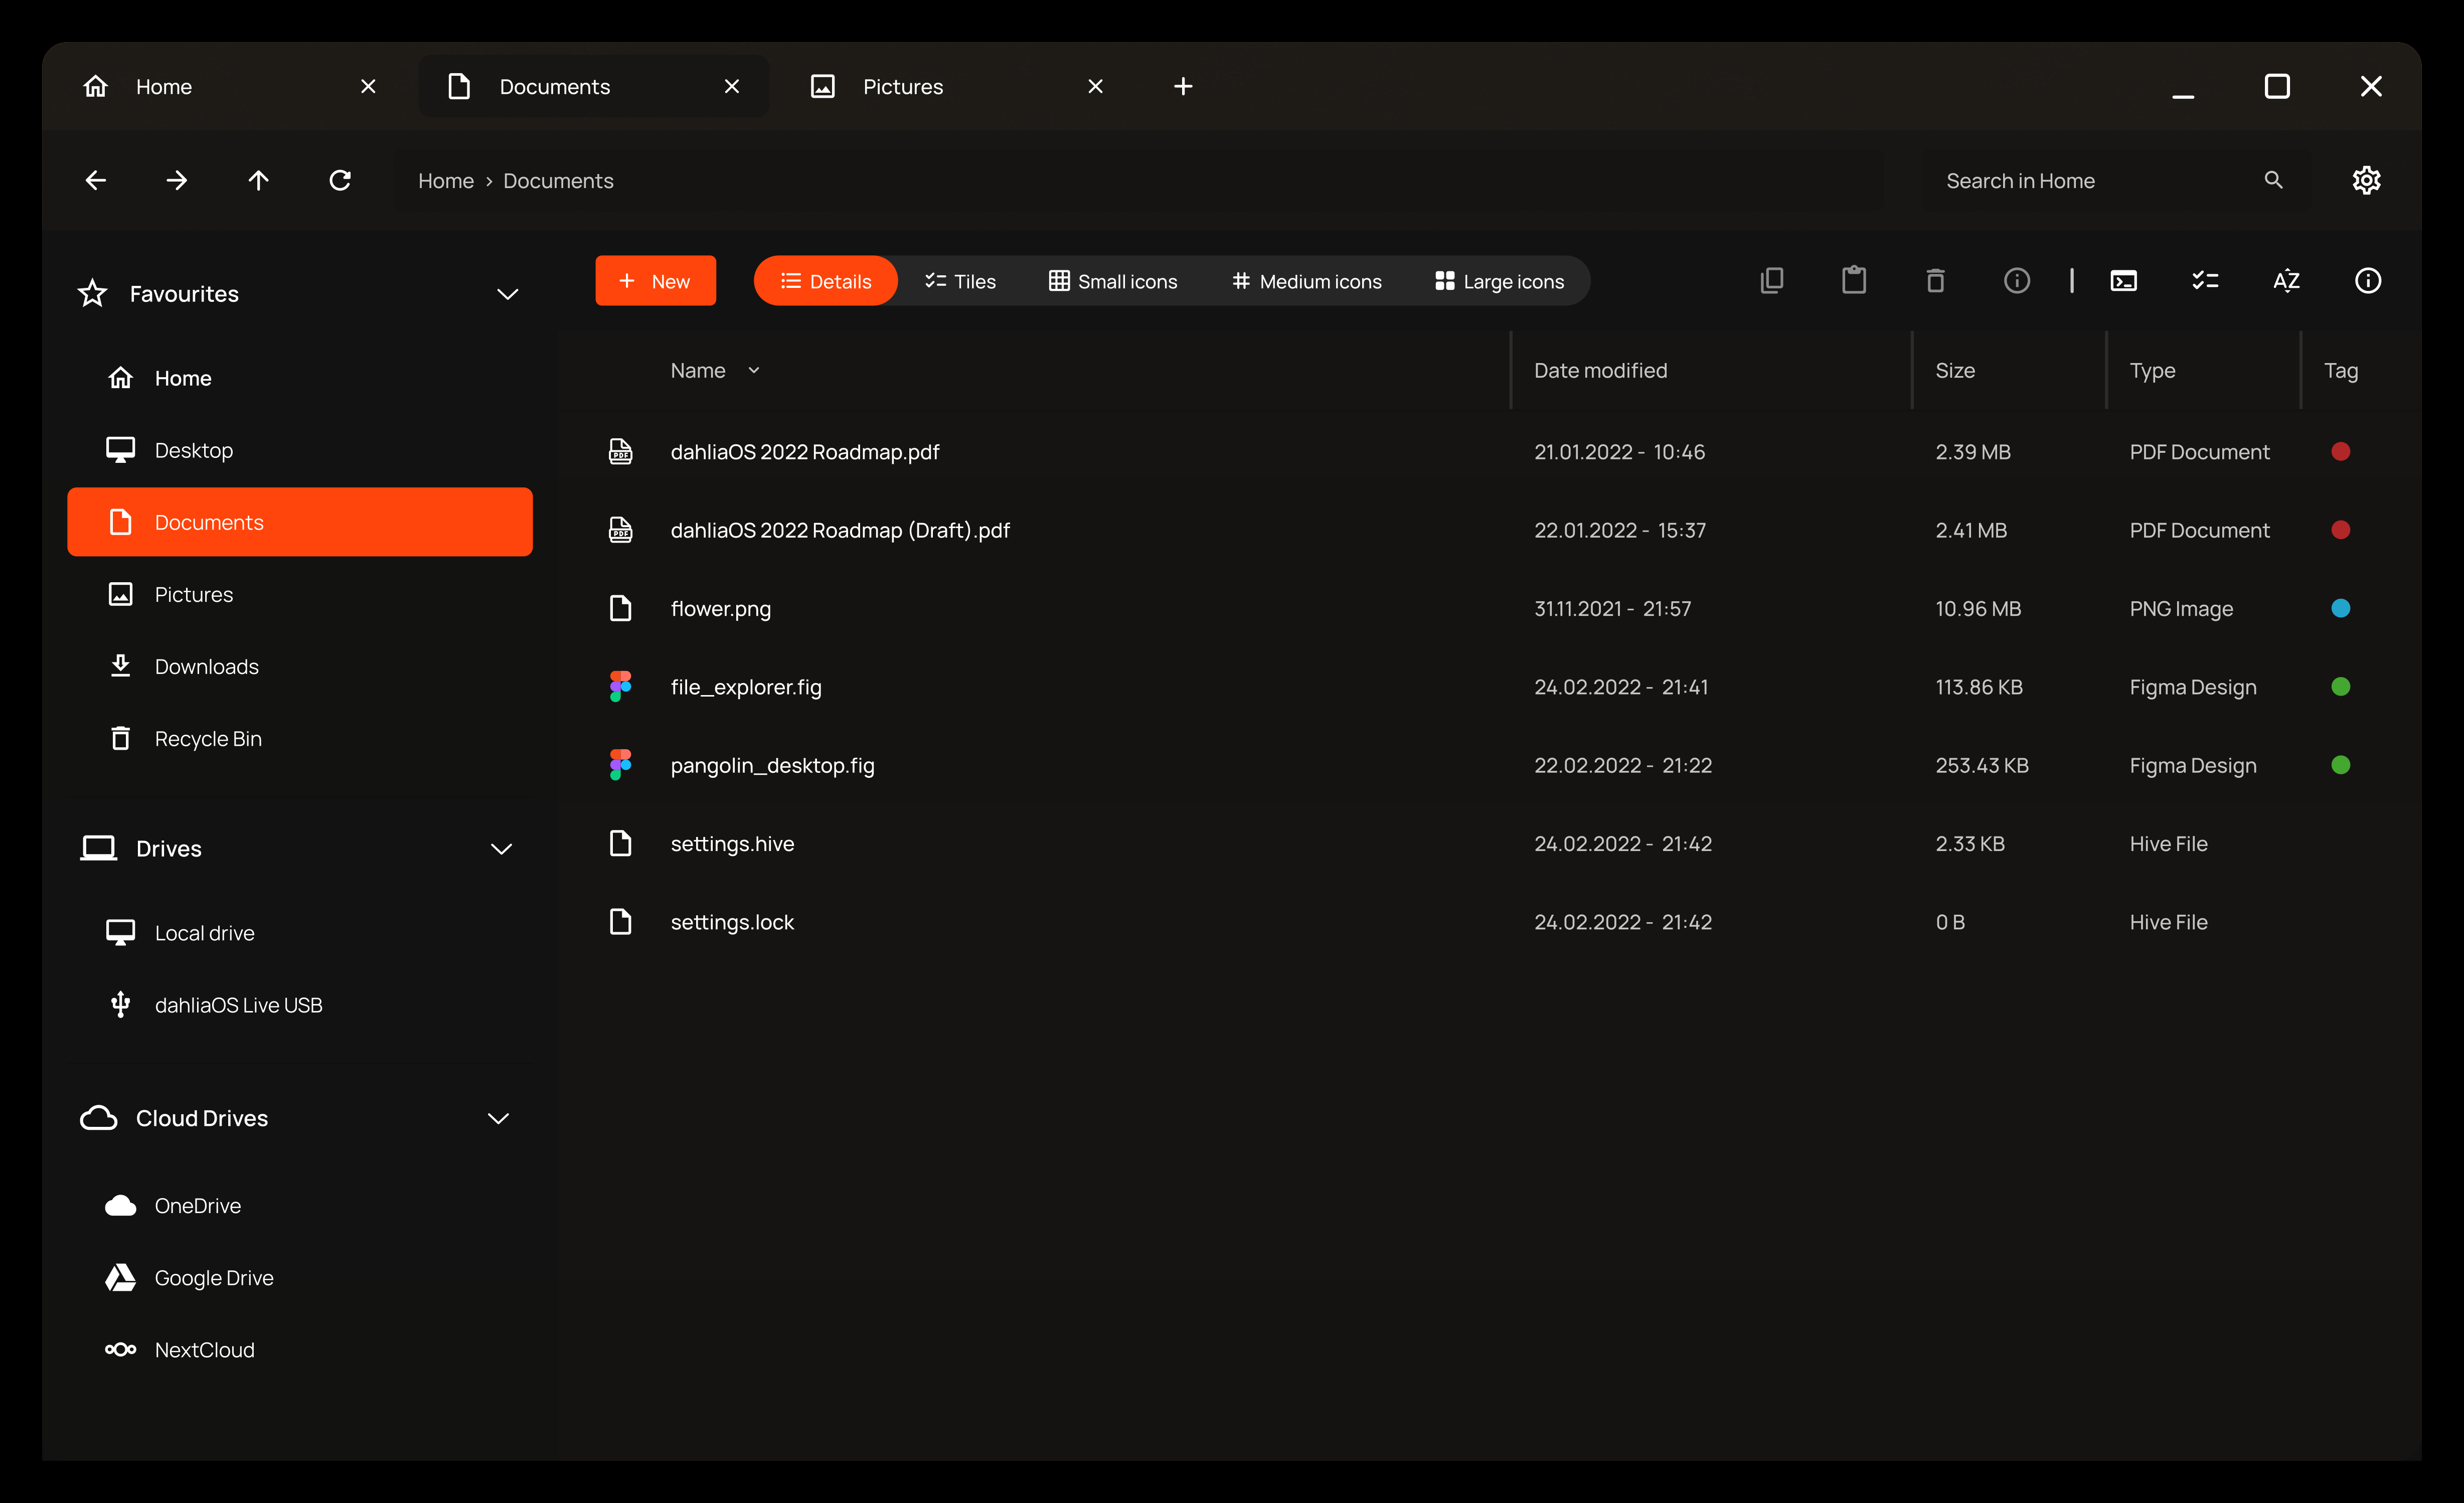 Home
Documents
Pictures
Home › Documents
Search in Home
Favourites
Home
Desktop
Documents
Pictures
Downloads
Recycle Bin
Drives
Local drive
dahliaOS Live USB
Cloud Drives
OneDrive
Google Drive
NextCloud
+ New
Details
Tiles
Small icons
Medium icons
Large icons
AZ
Name
Date modified
Size
Type
Tag
PDF dahliaOS 2022 Roadmap.pdf 21.01.2022 - 10:46 2.39 MB PDF Document
PDF dahliaOS 2022 Roadmap (Draft).pdf 22.01.2022 - 15:37 2.41 MB PDF Document
flower.png 31.11.2021 - 21:57 10.96 MB PNG Image
file_explorer.fig 24.02.2022 - 21:41 113.86 KB Figma Design
pangolin_desktop.fig 22.02.2022 - 21:22 253.43 KB Figma Design
settings.hive 24.02.2022 - 21:42 2.33 KB Hive File
settings.lock 24.02.2022 - 21:42 0 B Hive File